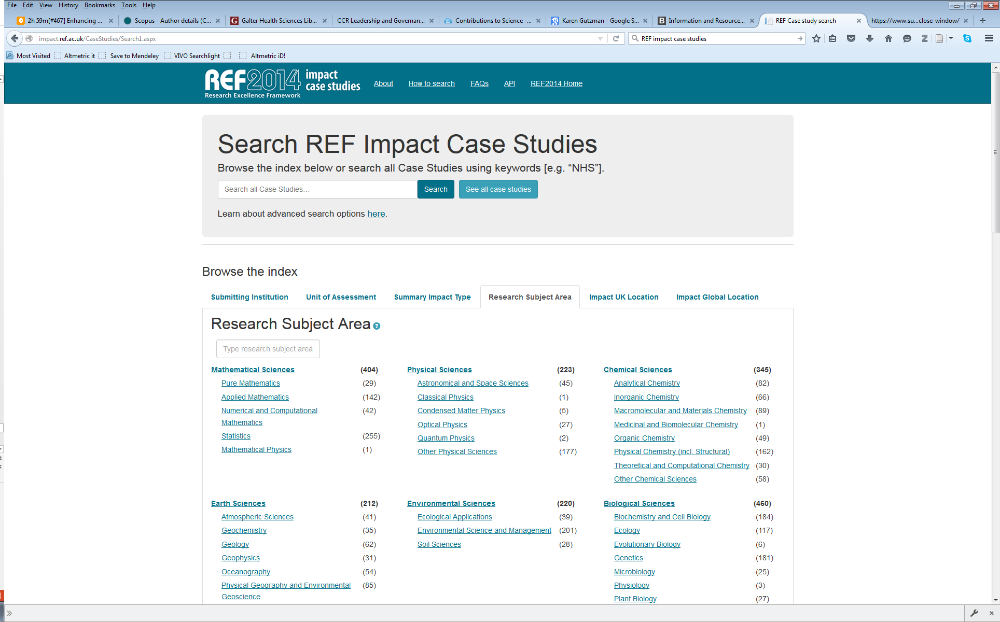 File Edit View History Bookmarks Tools Help
2h 59m[#467] Enhancing ... Scopus - Author details (C... Galter Health Sciences Lib... CCR Leadership and Governan... Contributions to Science -... Karen Gutzman - Google S... Information and Resource... REF Case study search https://www.su...close-window/
impact.ref.ac.uk/CaseStudies/Search1.aspx REF impact case studies
Most Visited Altmetric it Save to Mendeley VIVO Searchlight Altmetric iD!
REF2014 impact case studies
Research Excellence Framework
About How to search FAQs API REF2014 Home
Search REF Impact Case Studies
Browse the index below or search all Case Studies using keywords [e.g. “NHS”].
Search all Case Studies... Search See all case studies
Learn about advanced search options here.
Browse the index
Submitting Institution Unit of Assessment Summary Impact Type Research Subject Area Impact UK Location Impact Global Location
Research Subject Area ?
Type research subject area
Mathematical Sciences (404)
Pure Mathematics (29)
Applied Mathematics (142)
Numerical and Computational (42)
Mathematics
Statistics (255)
Mathematical Physics (1)
Physical Sciences (223)
Astronomical and Space Sciences (45)
Classical Physics (1)
Condensed Matter Physics (5)
Optical Physics (27)
Quantum Physics (2)
Other Physical Sciences (177)
Chemical Sciences (345)
Analytical Chemistry (82)
Inorganic Chemistry (66)
Macromolecular and Materials Chemistry (89)
Medicinal and Biomolecular Chemistry (1)
Organic Chemistry (49)
Physical Chemistry (incl. Structural) (162)
Theoretical and Computational Chemistry (30)
Other Chemical Sciences (58)
Earth Sciences (212)
Atmospheric Sciences (41)
Geochemistry (35)
Geology (62)
Geophysics (31)
Oceanography (54)
Physical Geography and Environmental (85)
Geoscience
Environmental Sciences (220)
Ecological Applications (39)
Environmental Science and Management (201)
Soil Sciences (28)
Biological Sciences (460)
Biochemistry and Cell Biology (184)
Ecology (117)
Evolutionary Biology (6)
Genetics (181)
Microbiology (25)
Physiology (3)
Plant Biology (27)